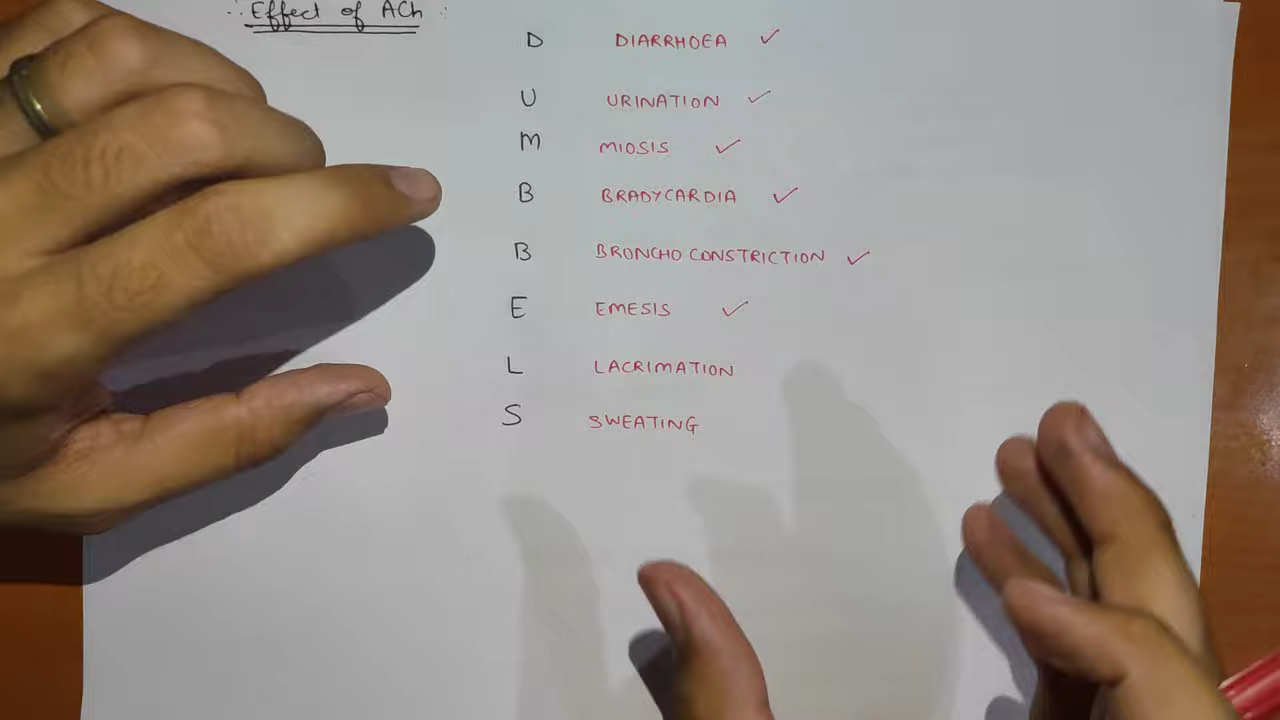 ∴ Effect of ACh :
D DIARRHOEA ✓
U URINATION ✓
M MIOSIS ✓
B BRADYCARDIA ✓
B BRONCHO CONSTRICTION ✓
E EMESIS ✓
L LACRIMATION
S SWEATING